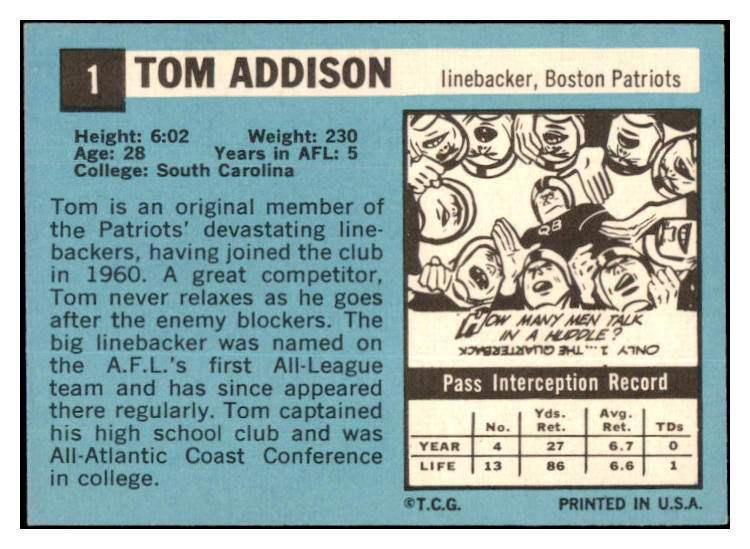 1 TOM ADDISON linebacker, Boston Patriots
Height: 6:02 Weight: 230
Age: 28 Years in AFL: 5
College: South Carolina
Tom is an original member of
the Patriots' devastating line-
backers, having joined the club
in 1960. A great competitor,
Tom never relaxes as he goes
after the enemy blockers. The
big linebacker was named on
the A.F.L.'s first All-League
team and has since appeared
there regularly. Tom captained
his high school club and was
All-Atlantic Coast Conference
in college.
QB
HOW MANY MEN TALK
IN A HUDDLE?
ONLY 1...THE QUARTERBACK
Pass Interception Record
No. Yds. Ret. Avg. Ret. TDs
YEAR 4 27 6.7 0
LIFE 13 86 6.6 1
©T.C.G. PRINTED IN U.S.A.